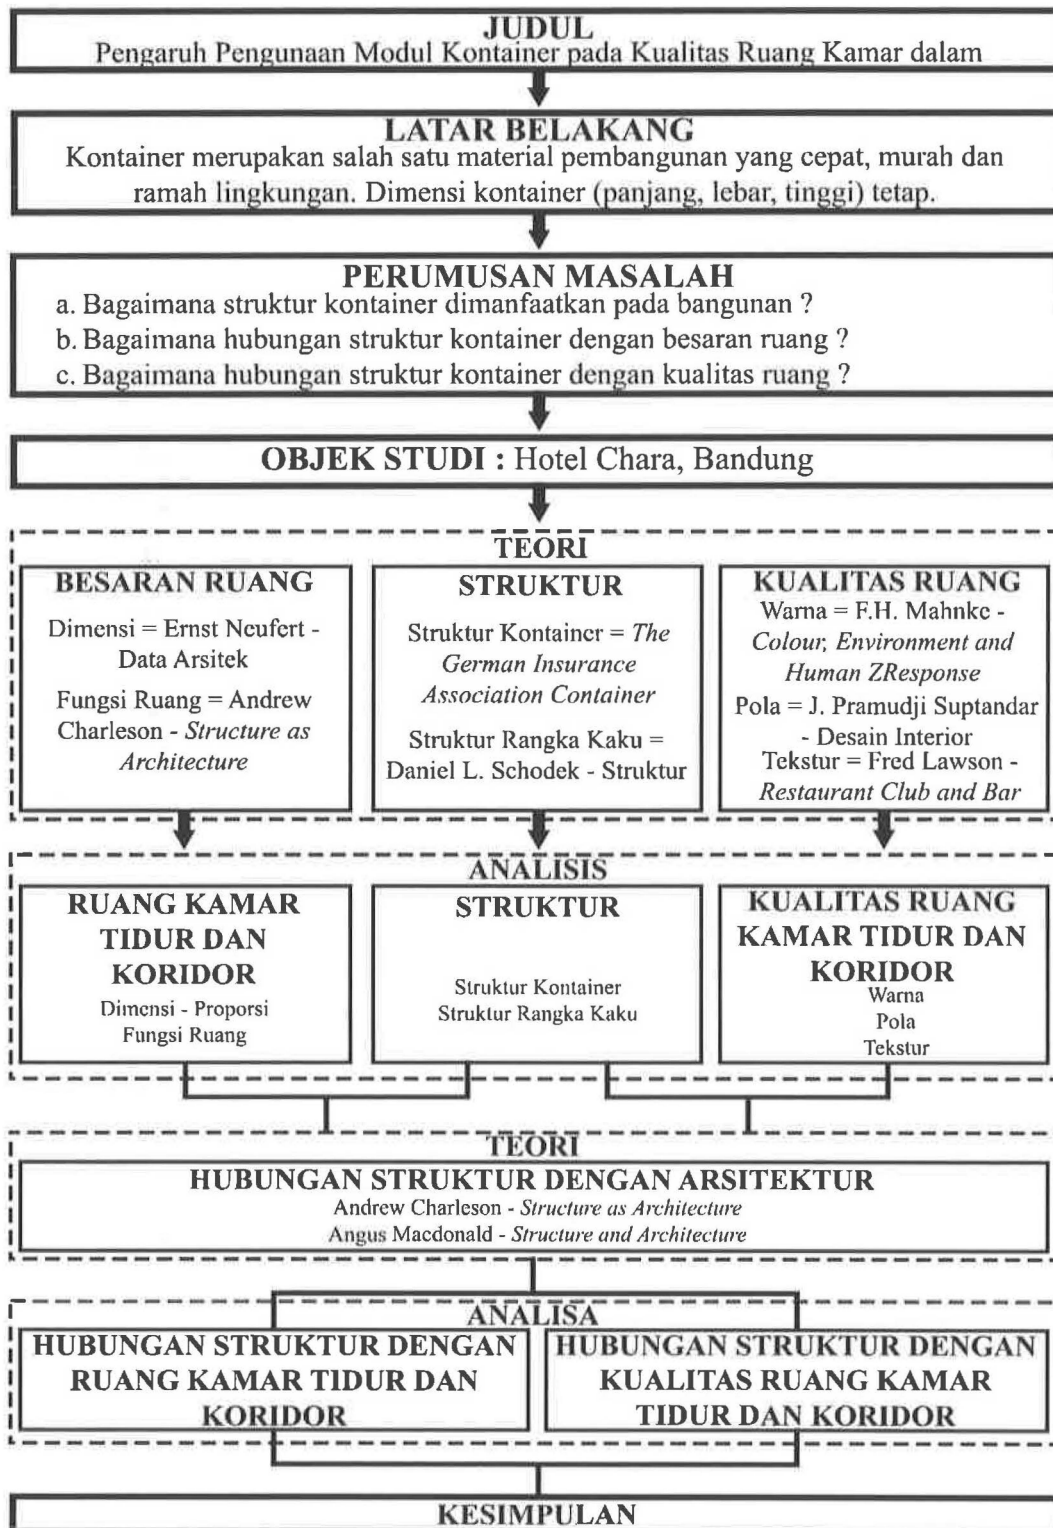 JUDUL
Pengaruh Pengunaan Modul Kontainer pada Kualitas Ruang Kamar dalam
LATAR BELAKANG
Kontainer merupakan salah satu material pembangunan yang cepat, murah dan
ramah lingkungan. Dimensi kontainer (panjang, lebar, tinggi) tetap.
PERUMUSAN MASALAH
a. Bagaimana struktur kontainer dimanfaatkan pada bangunan ?
b. Bagaimana hubungan struktur kontainer dengan besaran ruang ?
c. Bagaimana hubungan struktur kontainer dengan kualitas ruang ?
OBJEK STUDI : Hotel Chara, Bandung
TEORI
BESARAN RUANG
Dimensi = Ernst Neufert -
Data Arsitek
Fungsi Ruang = Andrew
Charleson - Structure as
Architecture
STRUKTUR
Struktur Kontainer = The
German Insurance
Association Container
Struktur Rangka Kaku =
Daniel L. Schodek - Struktur
KUALITAS RUANG
Warna = F.H. Mahnke -
Colour, Environment and
Human ZResponse
Pola = J. Pramudji Suptandar
- Desain Interior
Tekstur = Fred Lawson -
Restaurant Club and Bar
ANALISIS
RUANG KAMAR
TIDUR DAN
KORIDOR
Dimensi - Proporsi
Fungsi Ruang
STRUKTUR
Struktur Kontainer
Struktur Rangka Kaku
KUALITAS RUANG
KAMAR TIDUR DAN
KORIDOR
Warna
Pola
Tekstur
TEORI
HUBUNGAN STRUKTUR DENGAN ARSITEKTUR
Andrew Charleson - Structure as Architecture
Angus Macdonald - Structure and Architecture
ANALISA
HUBUNGAN STRUKTUR DENGAN
RUANG KAMAR TIDUR DAN
KORIDOR
HUBUNGAN STRUKTUR DENGAN
KUALITAS RUANG KAMAR
TIDUR DAN KORIDOR
KESIMPULAN